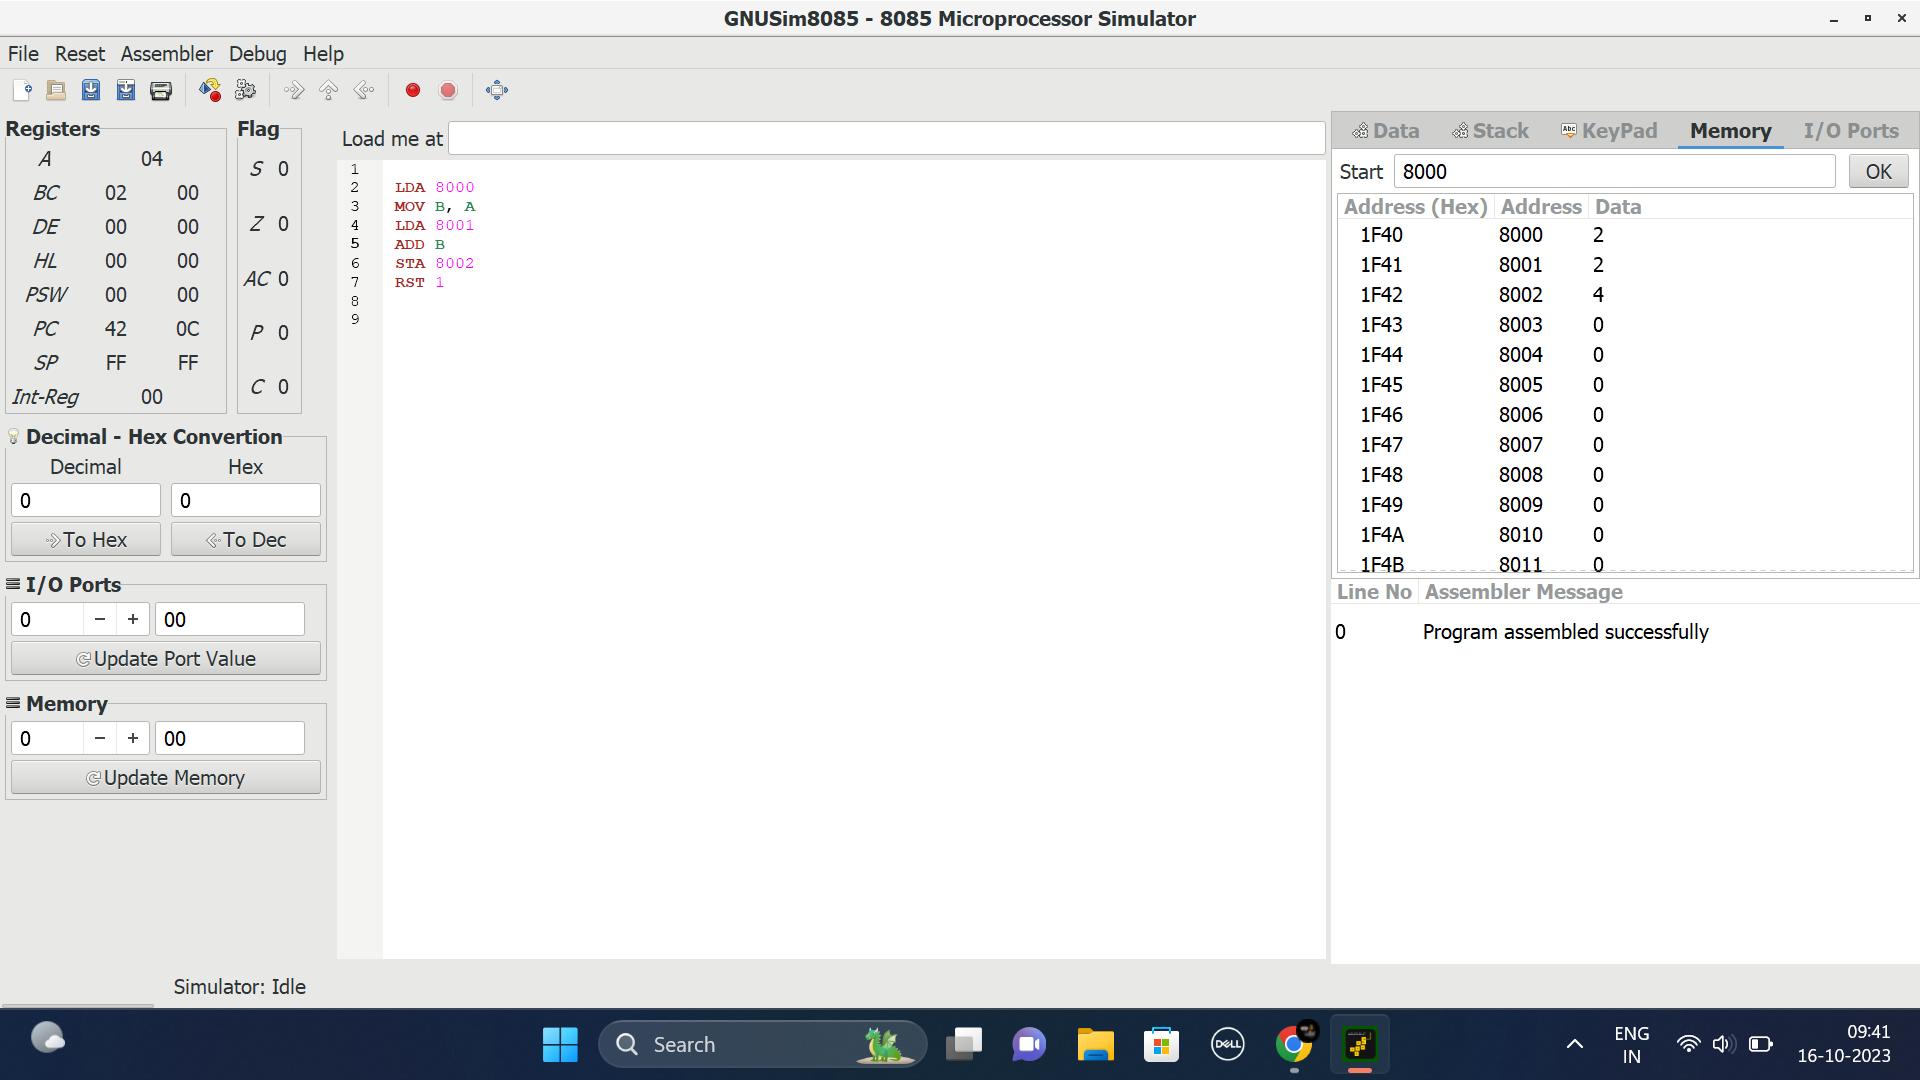 GNUSim8085 - 8085 Microprocessor Simulator
File Reset Assembler Debug Help
Registers
A 04
BC 02 00
DE 00 00
HL 00 00
PSW 00 00
PC 42 0C
SP FF FF
Int-Reg 00
Flag
S 0
Z 0
AC 0
P 0
C 0
Decimal - Hex Convertion
Decimal Hex
0 0
To Hex To Dec
I/O Ports
0 − + 00
Update Port Value
Memory
0 − + 00
Update Memory
Simulator: Idle
Load me at
1
2 LDA 8000
3 MOV B, A
4 LDA 8001
5 ADD B
6 STA 8002
7 RST 1
8
9
Data Stack Abc KeyPad Memory I/O Ports
Start 8000 OK
Address (Hex) Address Data
1F40 8000 2
1F41 8001 2
1F42 8002 4
1F43 8003 0
1F44 8004 0
1F45 8005 0
1F46 8006 0
1F47 8007 0
1F48 8008 0
1F49 8009 0
1F4A 8010 0
1F4B 8011 0
Line No Assembler Message
0 Program assembled successfully
Search
DELL
ENG
IN
09:41
16-10-2023